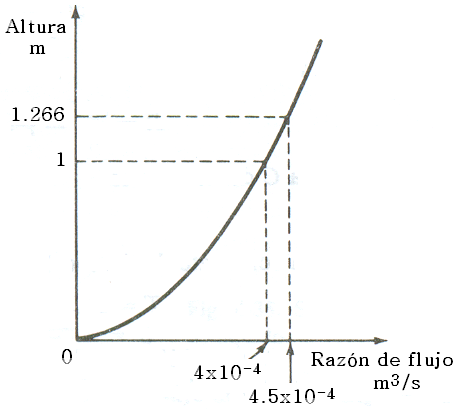 Altura
m
1.266
1
0
4x10⁻⁴
4.5x10⁻⁴
Razón de flujo
m³/s